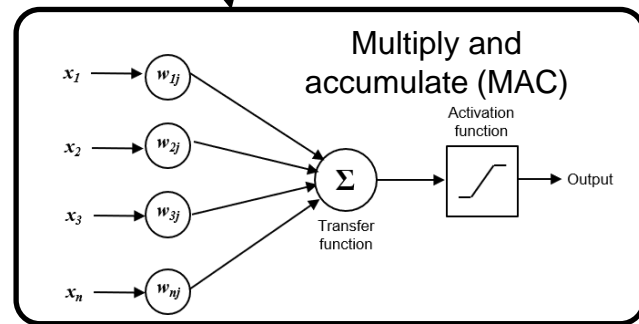 Multiply and
accumulate (MAC)
x1
w1j
x2
w2j
x3
w3j
xn
wnj
Σ
Transfer
function
Activation
function
Output